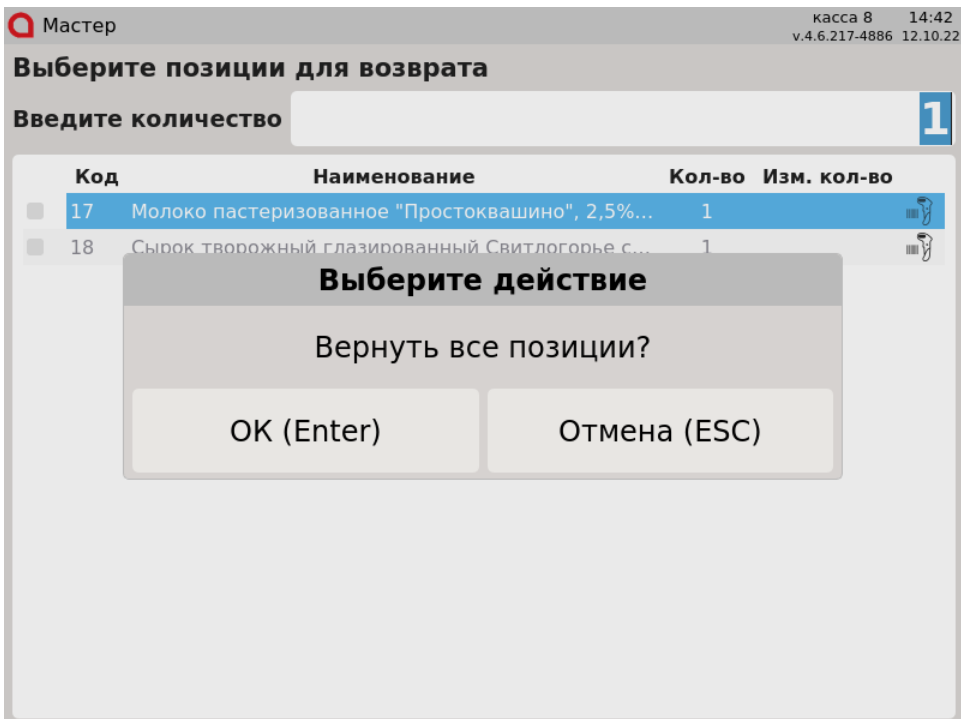 Мастер
касса 8 14:42
v.4.6.217-4886 12.10.22
Выберите позиции для возврата
Введите количество 1
Код Наименование Кол-во Изм. кол-во
17 Молоко пастеризованное "Простоквашино", 2,5%... 1
18 Сырок творожный глазированный Свитлогорье с... 1
Выберите действие
Вернуть все позиции?
ОК (Enter) Отмена (ESC)